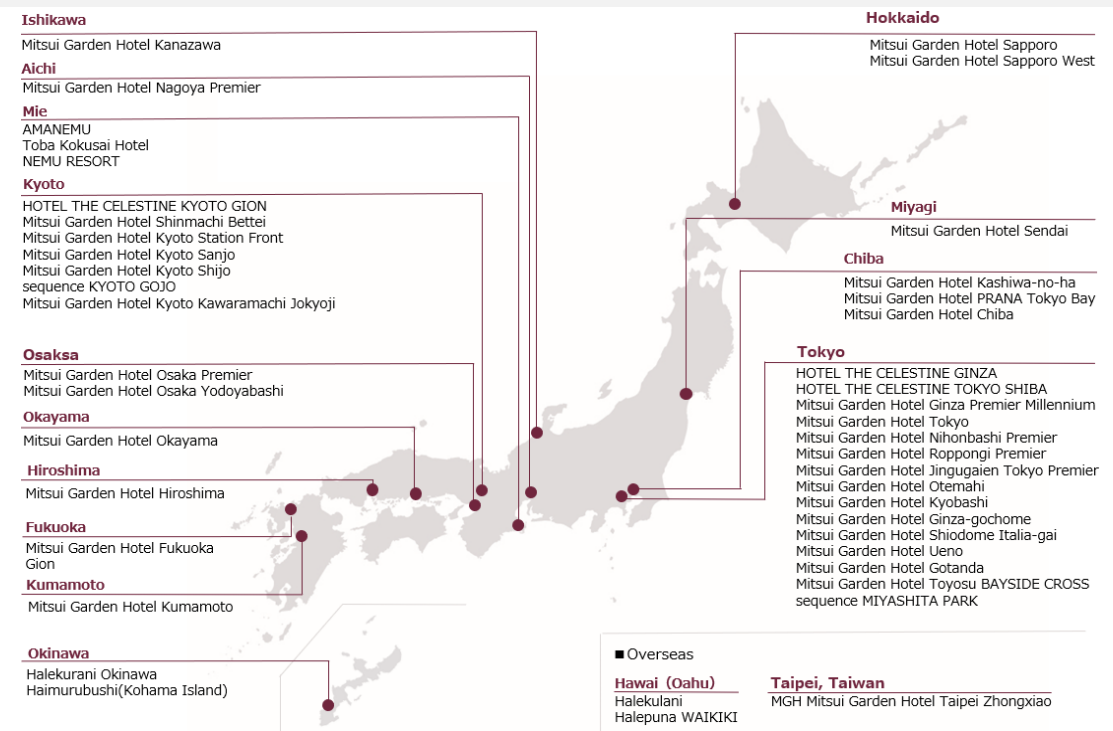 Ishikawa
Mitsui Garden Hotel Kanazawa
Aichi
Mitsui Garden Hotel Nagoya Premier
Mie
AMANEMU
Toba Kokusai Hotel
NEMU RESORT
Kyoto
HOTEL THE CELESTINE KYOTO GION
Mitsui Garden Hotel Shinmachi Bettei
Mitsui Garden Hotel Kyoto Station Front
Mitsui Garden Hotel Kyoto Sanjo
Mitsui Garden Hotel Kyoto Shijo
sequence KYOTO GOJO
Mitsui Garden Hotel Kyoto Kawaramachi Jokyoji
Osaksa
Mitsui Garden Hotel Osaka Premier
Mitsui Garden Hotel Osaka Yodoyabashi
Okayama
Mitsui Garden Hotel Okayama
Hiroshima
Mitsui Garden Hotel Hiroshima
Fukuoka
Mitsui Garden Hotel Fukuoka
Gion
Kumamoto
Mitsui Garden Hotel Kumamoto
Okinawa
Halekurani Okinawa
Haimurubushi(Kohama Island)
Hokkaido
Mitsui Garden Hotel Sapporo
Mitsui Garden Hotel Sapporo West
Miyagi
Mitsui Garden Hotel Sendai
Chiba
Mitsui Garden Hotel Kashiwa-no-ha
Mitsui Garden Hotel PRANA Tokyo Bay
Mitsui Garden Hotel Chiba
Tokyo
HOTEL THE CELESTINE GINZA
HOTEL THE CELESTINE TOKYO SHIBA
Mitsui Garden Hotel Ginza Premier Millennium
Mitsui Garden Hotel Tokyo
Mitsui Garden Hotel Nihonbashi Premier
Mitsui Garden Hotel Roppongi Premier
Mitsui Garden Hotel Jingugaien Tokyo Premier
Mitsui Garden Hotel Otemahi
Mitsui Garden Hotel Kyobashi
Mitsui Garden Hotel Ginza-gochome
Mitsui Garden Hotel Shiodome Italia-gai
Mitsui Garden Hotel Ueno
Mitsui Garden Hotel Gotanda
Mitsui Garden Hotel Toyosu BAYSIDE CROSS
sequence MIYASHITA PARK
■Overseas
Hawai（Oahu）
Halekulani
Halepuna WAIKIKI
Taipei, Taiwan
MGH Mitsui Garden Hotel Taipei Zhongxiao